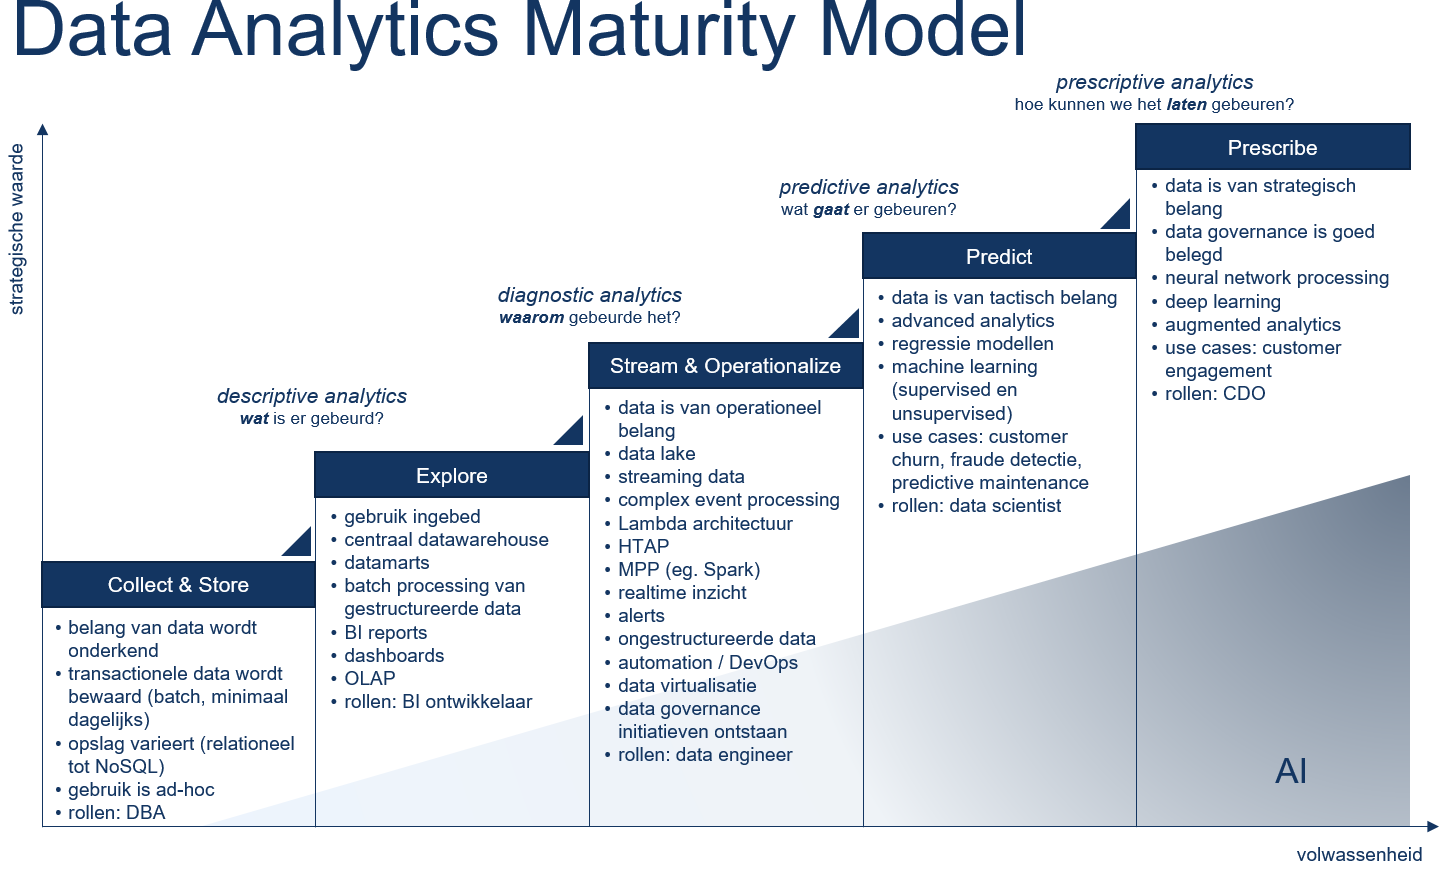 Data Analytics Maturity Model
strategische waarde
Collect & Store
• belang van data wordt
onderkend
• transactionele data wordt
bewaard (batch, minimaal
dagelijks)
• opslag varieert (relationeel
tot NoSQL)
• gebruik is ad-hoc
• rollen: DBA
descriptive analytics
wat is er gebeurd?
Explore
• gebruik ingebed
• centraal datawarehouse
• datamarts
• batch processing van
gestructureerde data
• BI reports
• dashboards
• OLAP
• rollen: BI ontwikkelaar
diagnostic analytics
waarom gebeurde het?
Stream & Operationalize
• data is van operationeel
belang
• data lake
• streaming data
• complex event processing
• Lambda architectuur
• HTAP
• MPP (eg. Spark)
• realtime inzicht
• alerts
• ongestructureerde data
• automation / DevOps
• data virtualisatie
• data governance
initiatieven ontstaan
• rollen: data engineer
predictive analytics
wat gaat er gebeuren?
Predict
• data is van tactisch belang
• advanced analytics
• regressie modellen
• machine learning
(supervised en
unsupervised)
• use cases: customer
churn, fraude detectie,
predictive maintenance
• rollen: data scientist
prescriptive analytics
hoe kunnen we het laten gebeuren?
Prescribe
• data is van strategisch
belang
• data governance is goed
belegd
• neural network processing
• deep learning
• augmented analytics
• use cases: customer
engagement
• rollen: CDO
AI
volwassenheid